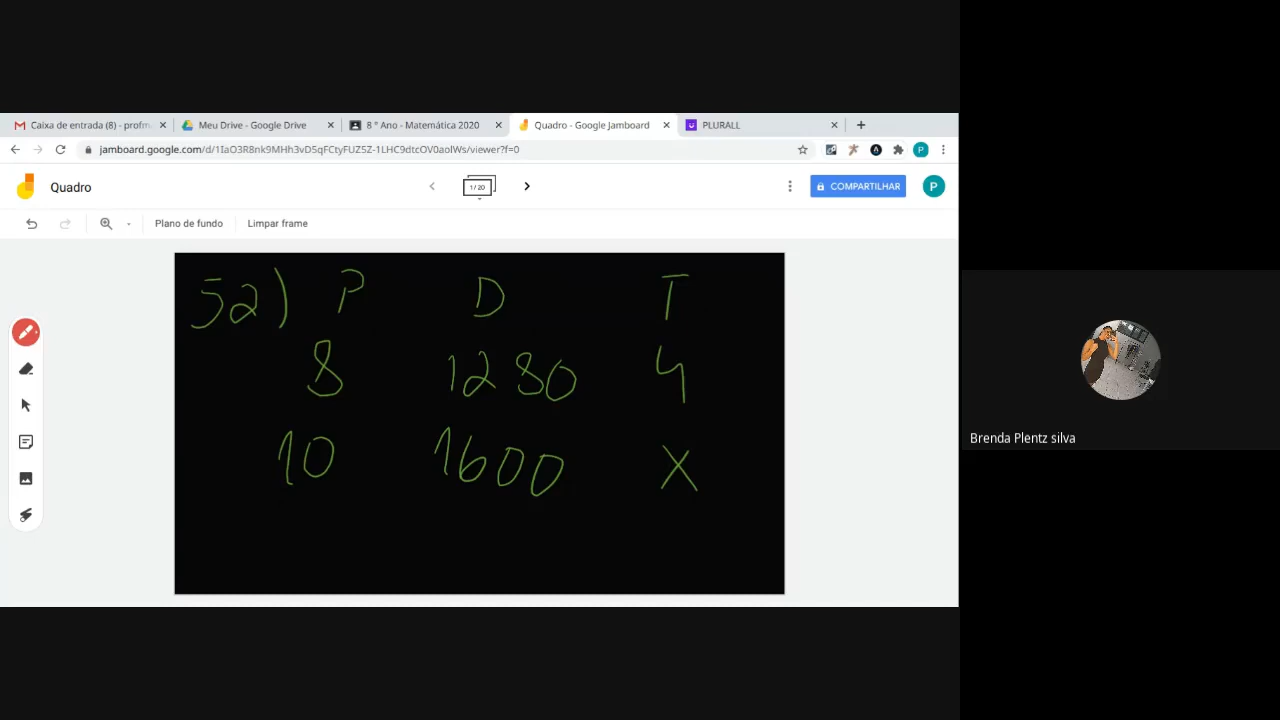 Caixa de entrada (8) - profm
Meu Drive - Google Drive
8 º Ano - Matemática 2020
Quadro - Google Jamboard
PLURALL
jamboard.google.com/d/1IaO3R8nk9MHh3vD5qFCtyFUZ5Z-1LHC9dtcOV0aoIWs/viewer?f=0
P
Quadro
1 / 20
COMPARTILHAR
P
Plano de fundo
Limpar frame
52) P D T
8 1280 4
10 1600 X
Brenda Plentz silva